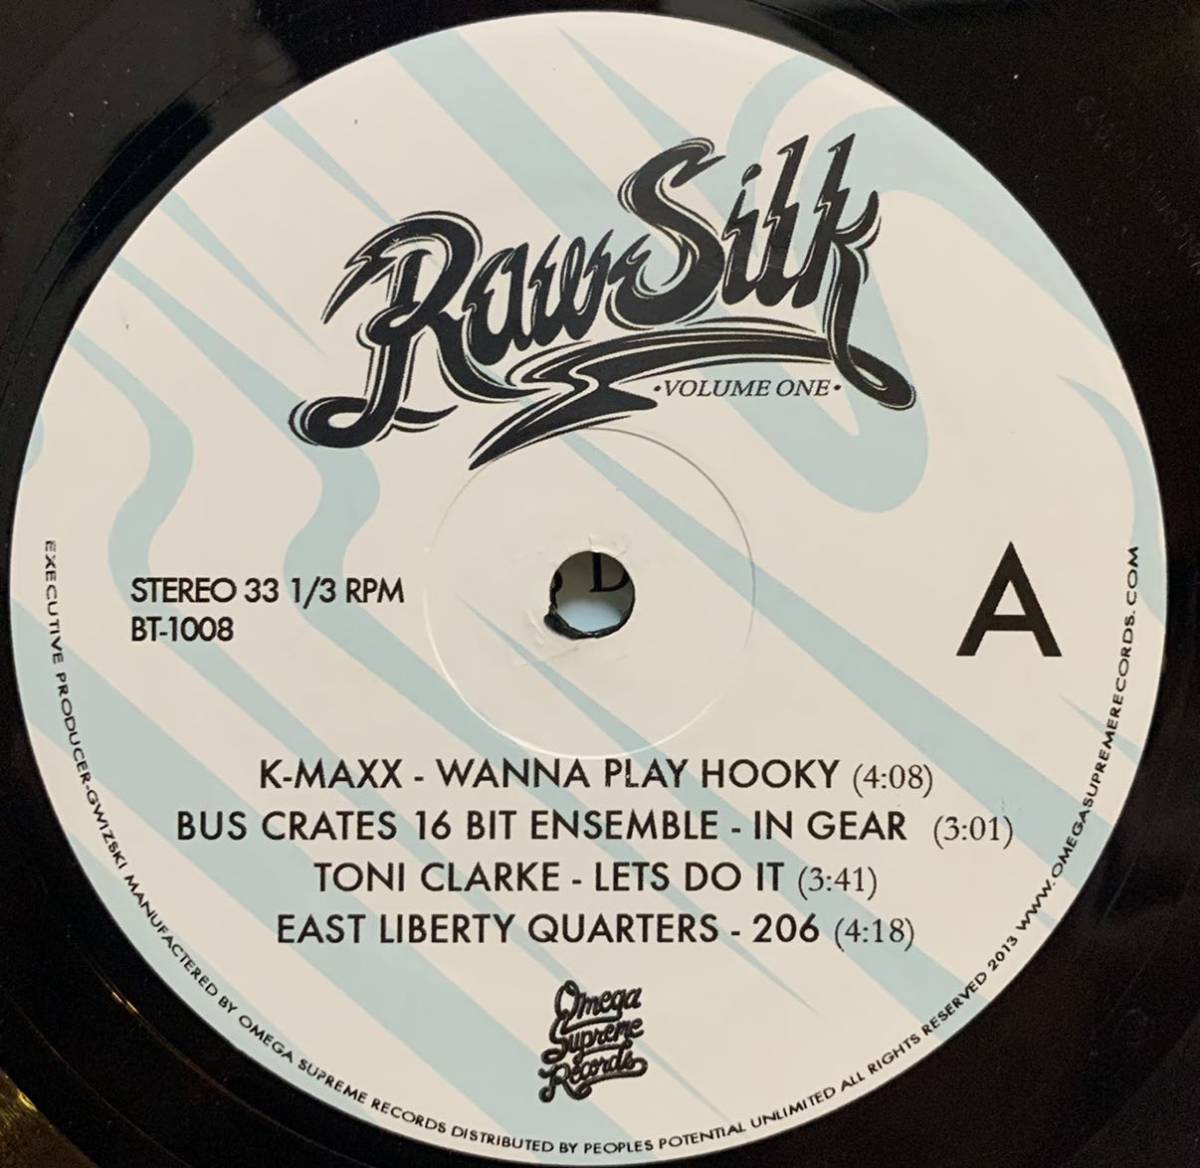 Raw Silk
•VOLUME ONE•
STEREO 33 1/3 RPM
BT-1008
A
K-MAXX - WANNA PLAY HOOKY (4:08)
BUS CRATES 16 BIT ENSEMBLE - IN GEAR (3:01)
TONI CLARKE - LETS DO IT (3:41)
EAST LIBERTY QUARTERS - 206 (4:18)
Omega
Supreme
Records
EXECUTIVE PRODUCER-GWIZSKI MANUFACTERED BY OMEGA SUPREME RECORDS DISTRIBUTED BY PEOPLES POTENTIAL UNLIMITED ALL RIGHTS RESERVED 2013 WWW.OMEGASUPREMERECORDS.COM